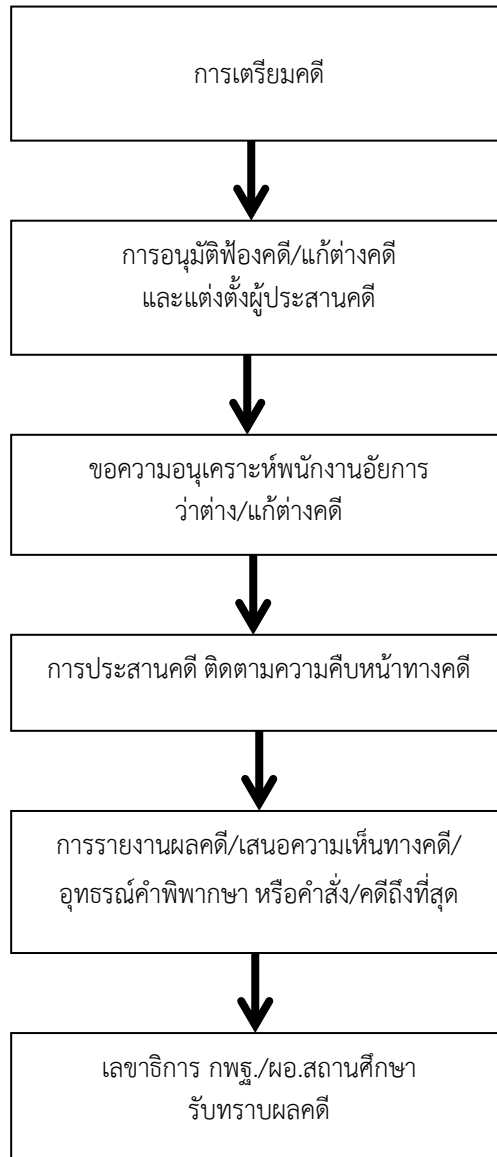 การเตรียมคดี
การอนุมัติฟ้องคดี/แก้ต่างคดี
และแต่งตั้งผู้ประสานคดี
ขอความอนุเคราะห์พนักงานอัยการ
ว่าต่าง/แก้ต่างคดี
การประสานคดี ติดตามความคืบหน้าทางคดี
การรายงานผลคดี/เสนอความเห็นทางคดี/
อุทธรณ์คำพิพากษา หรือคำสั่ง/คดีถึงที่สุด
เลขาธิการ กพฐ./ผอ.สถานศึกษา
รับทราบผลคดี